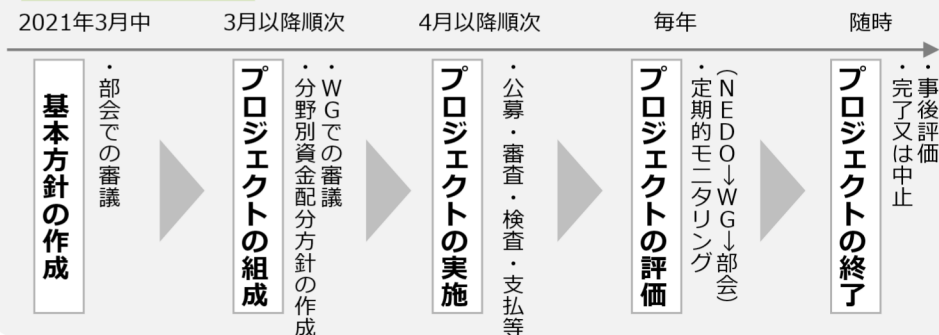 2021年3月中
3月以降順次
4月以降順次
毎年
随時
基本方針の作成
・部会での審議
プロジェクトの組成
・WGでの審議
・分野別資金配分方針の作成
プロジェクトの実施
・公募・審査・検査・支払等
プロジェクトの評価
(NEDO→WG→部会)
・定期的モニタリング
プロジェクトの終了
・事後評価
・完了又は中止